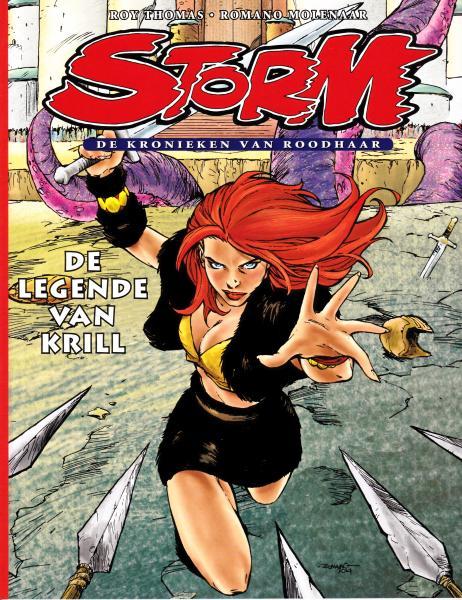 ROY THOMAS • ROMANO MOLENAAR
STORM
DE KRONIEKEN VAN ROODHAAR
DE
LEGENDE
VAN
KRILL